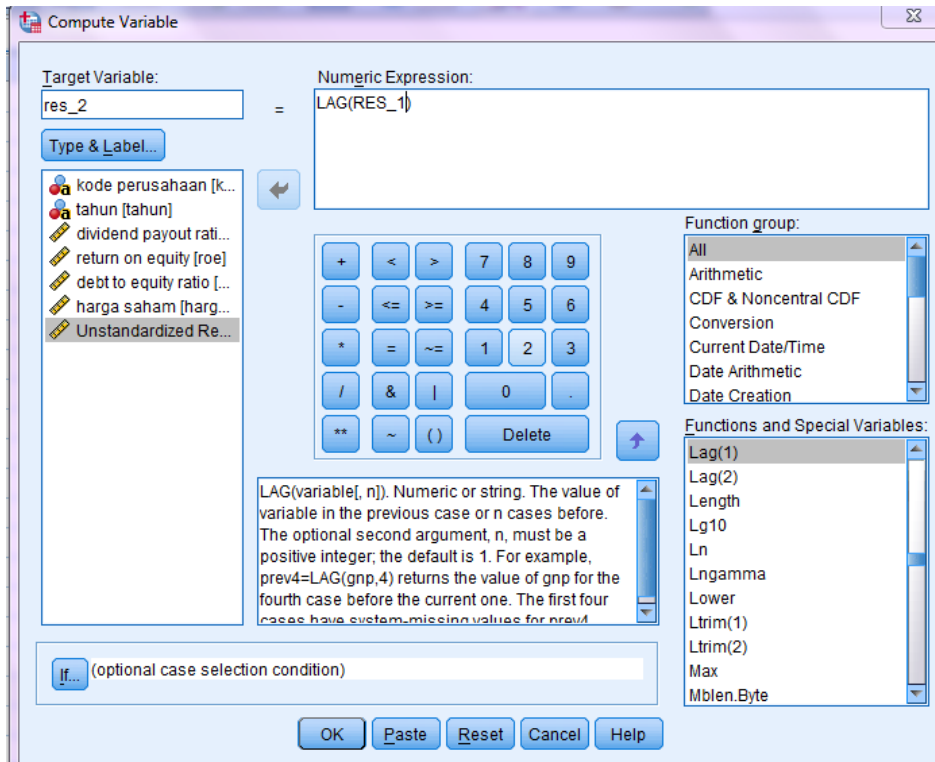 Compute Variable
Target Variable:
res_2
=
Numeric Expression:
LAG(RES_1)
Type & Label...
kode perusahaan [k...
tahun [tahun]
dividend payout rati...
return on equity [roe]
debt to equity ratio [...
harga saham [harg...
Unstandardized Re...
+ < > 7 8 9
- <= >= 4 5 6
* = ~= 1 2 3
/ & | 0 .
** ~ ( ) Delete
Function group:
All
Arithmetic
CDF & Noncentral CDF
Conversion
Current Date/Time
Date Arithmetic
Date Creation
Functions and Special Variables:
Lag(1)
Lag(2)
Length
Lg10
Ln
Lngamma
Lower
Ltrim(1)
Ltrim(2)
Max
Mblen.Byte
LAG(variable[, n]). Numeric or string. The value of
variable in the previous case or n cases before.
The optional second argument, n, must be a
positive integer; the default is 1. For example,
prev4=LAG(gnp,4) returns the value of gnp for the
fourth case before the current one. The first four
cases have system-missing values for prev4
If... (optional case selection condition)
OK Paste Reset Cancel Help